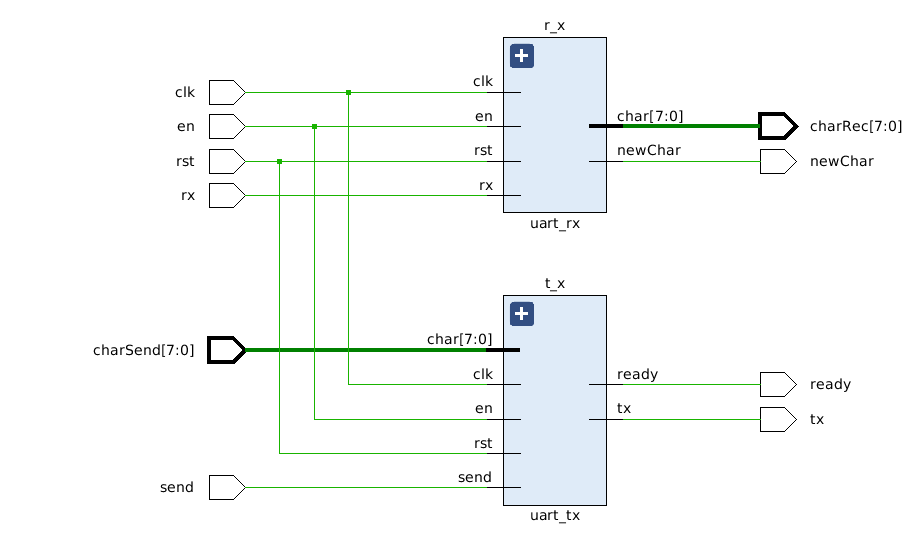 r_x
clk
en
rst
rx
clk
en
rst
rx
char[7:0]
newChar
charRec[7:0]
newChar
uart_rx
t_x
charSend[7:0]
send
char[7:0]
clk
en
rst
send
ready
tx
ready
tx
uart_tx